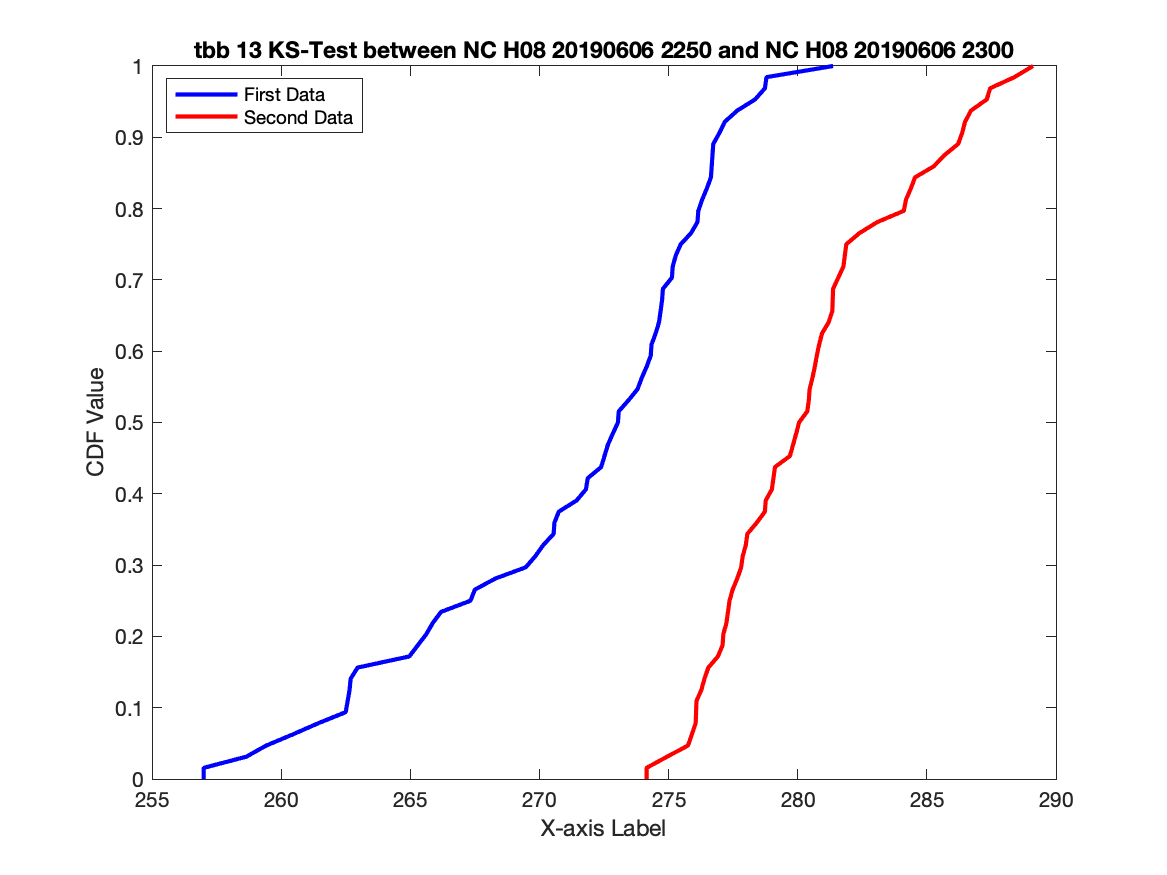 tbb 13 KS-Test between NC H08 20190606 2250 and NC H08 20190606 2300
First Data
Second Data
CDF Value
1
0.9
0.8
0.7
0.6
0.5
0.4
0.3
0.2
0.1
0
255 260 265 270 275 280 285 290
X-axis Label